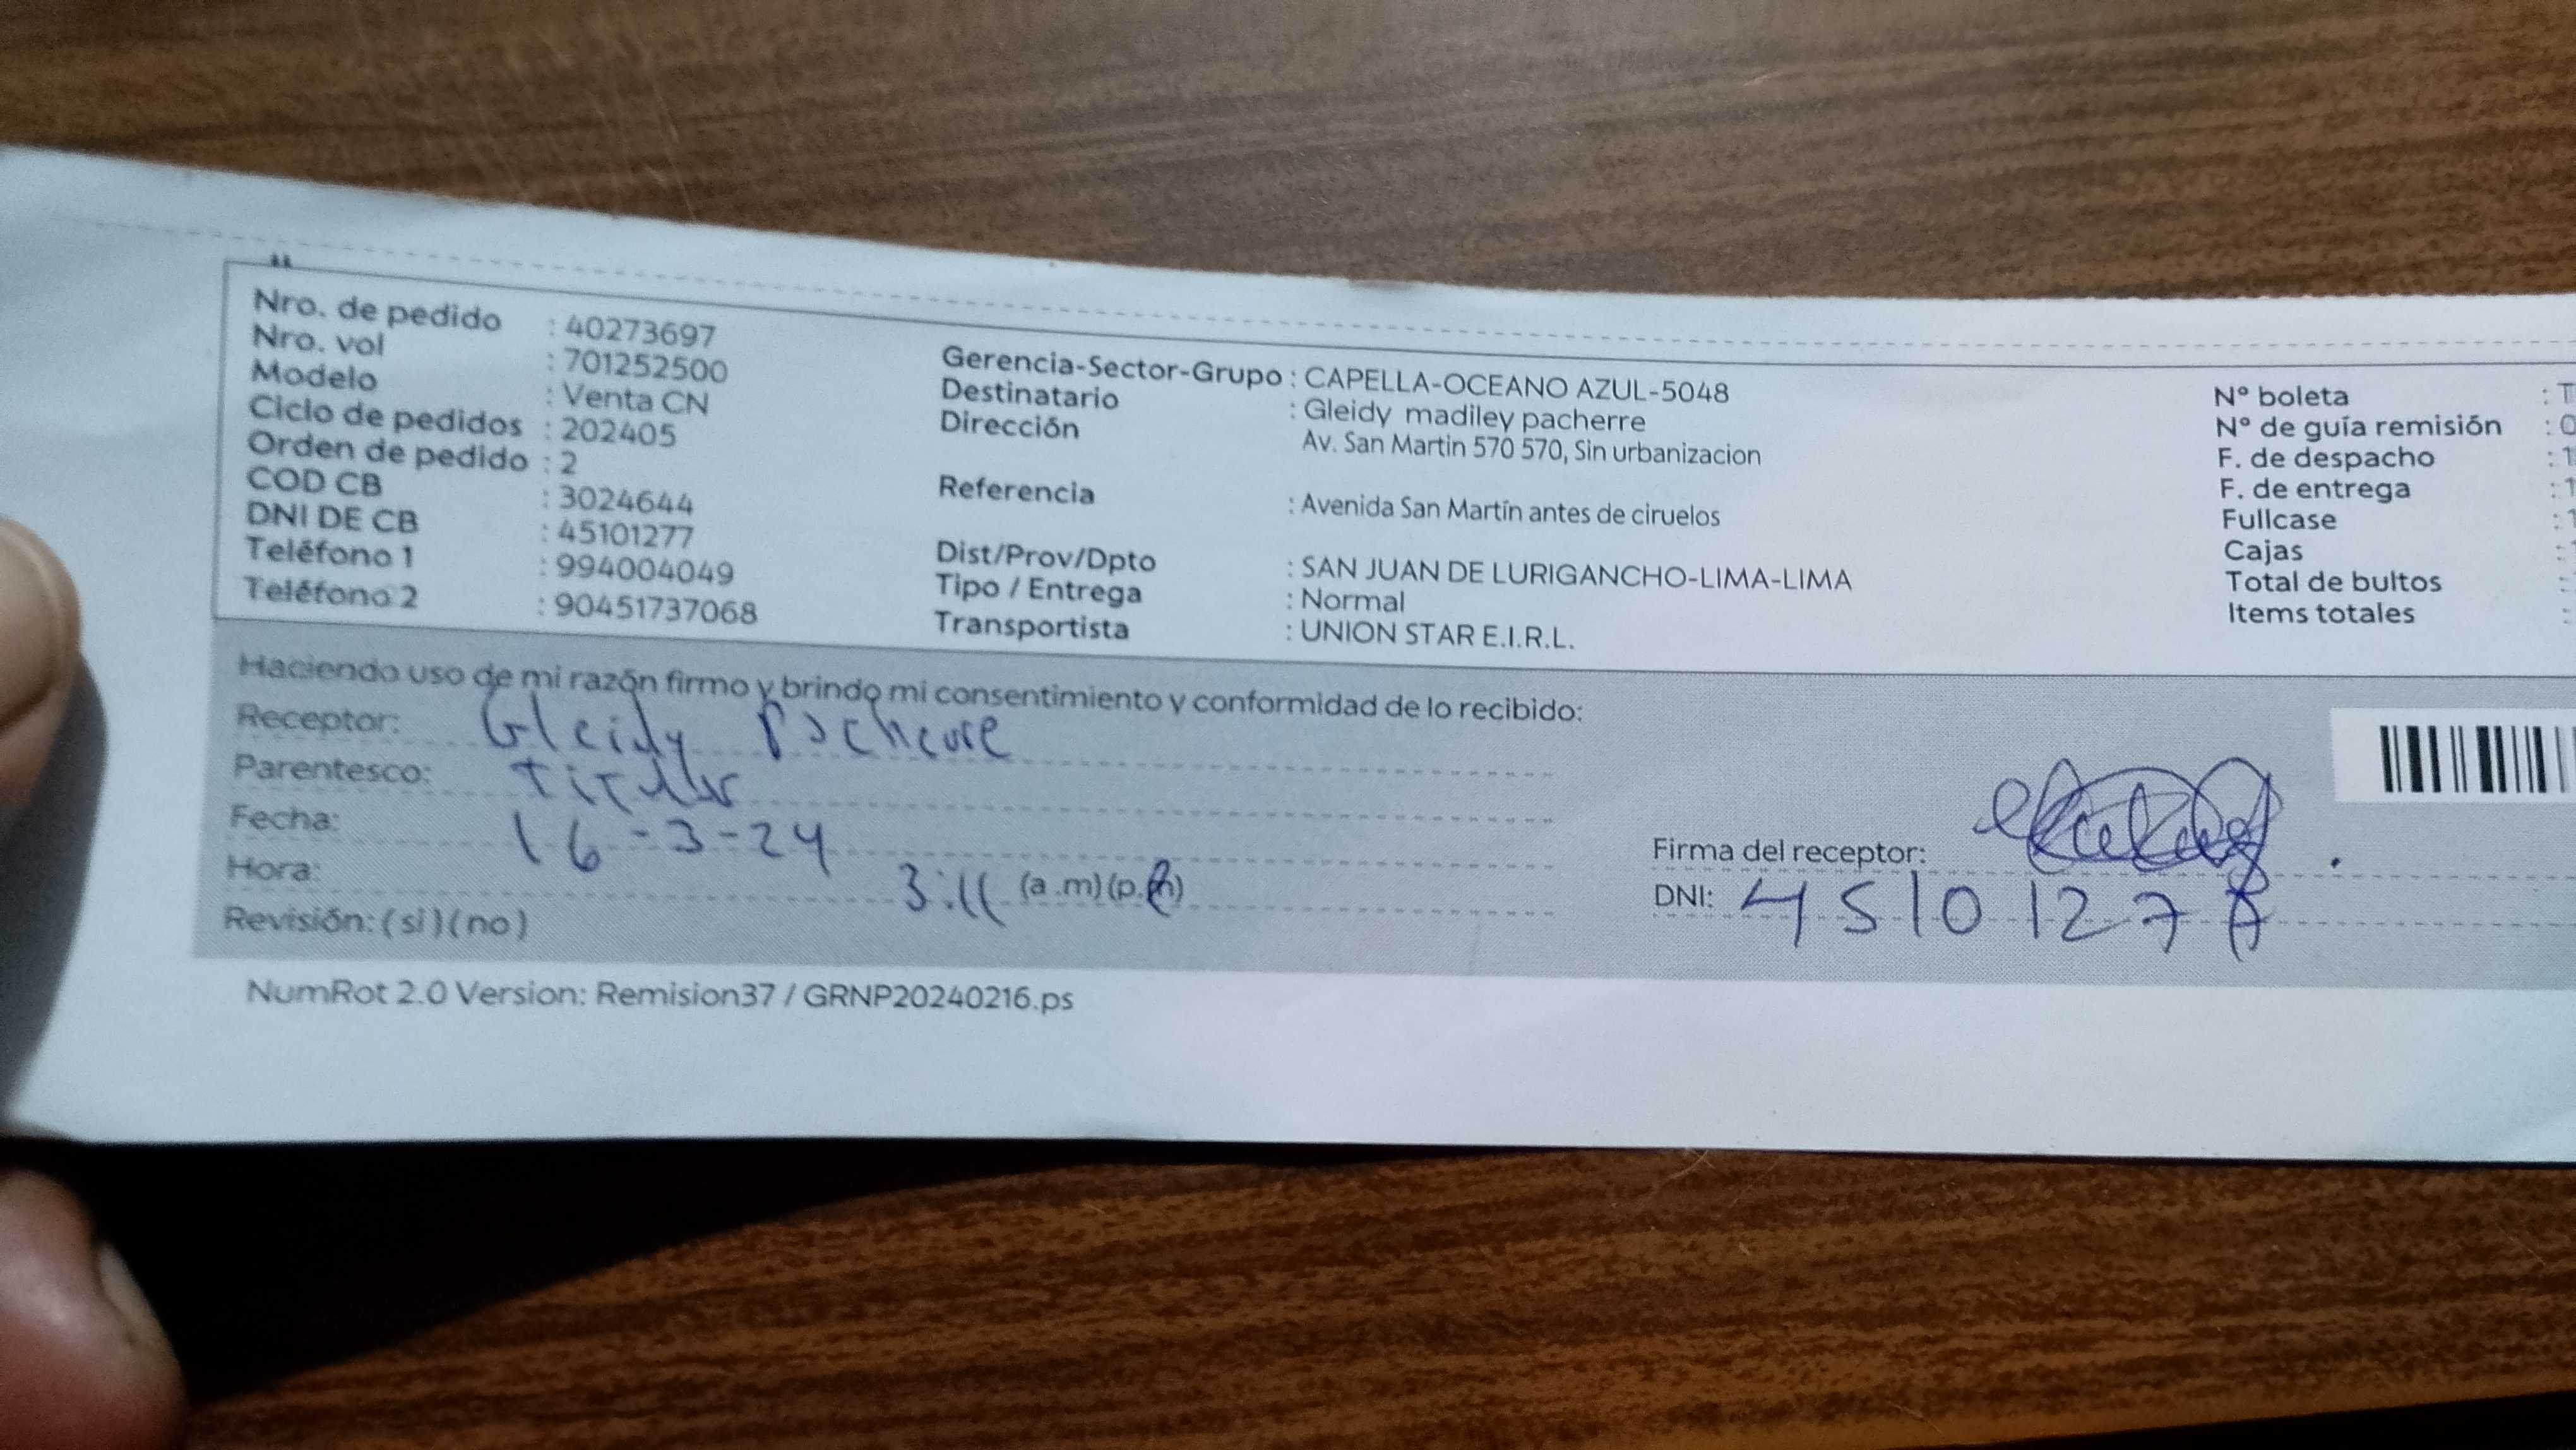 Nro. de pedido : 40273697
Nro. vol : 701252500
Modelo : Venta CN
Ciclo de pedidos : 202405
Orden de pedido : 2
COD CB : 3024644
DNI DE CB : 45101277
Teléfono 1 : 994004049
Teléfono 2 : 90451737068
Gerencia-Sector-Grupo : CAPELLA-OCEANO AZUL-5048
Destinatario : Gleidy madiley pacherre
Dirección Av. San Martin 570 570, Sin urbanizacion
Referencia : Avenida San Martín antes de ciruelos
Dist/Prov/Dpto : SAN JUAN DE LURIGANCHO-LIMA-LIMA
Tipo / Entrega : Normal
Transportista : UNION STAR E.I.R.L.
N° boleta : T
N° de guía remisión : 0
F. de despacho : 1
F. de entrega : 1
Fullcase : 1
Cajas :
Total de bultos :
Items totales :
Haciendo uso de mi razón firmo y brindo mi consentimiento y conformidad de lo recibido:
Receptor: Gleidy Pacherre
Parentesco: titular
Fecha: 16-3-24
Hora: 3:11 (a.m) (p.m)
Revisión: (si) (no)
Firma del receptor:
DNI: 4510127
NumRot 2.0 Version: Remision37 / GRNP20240216.ps